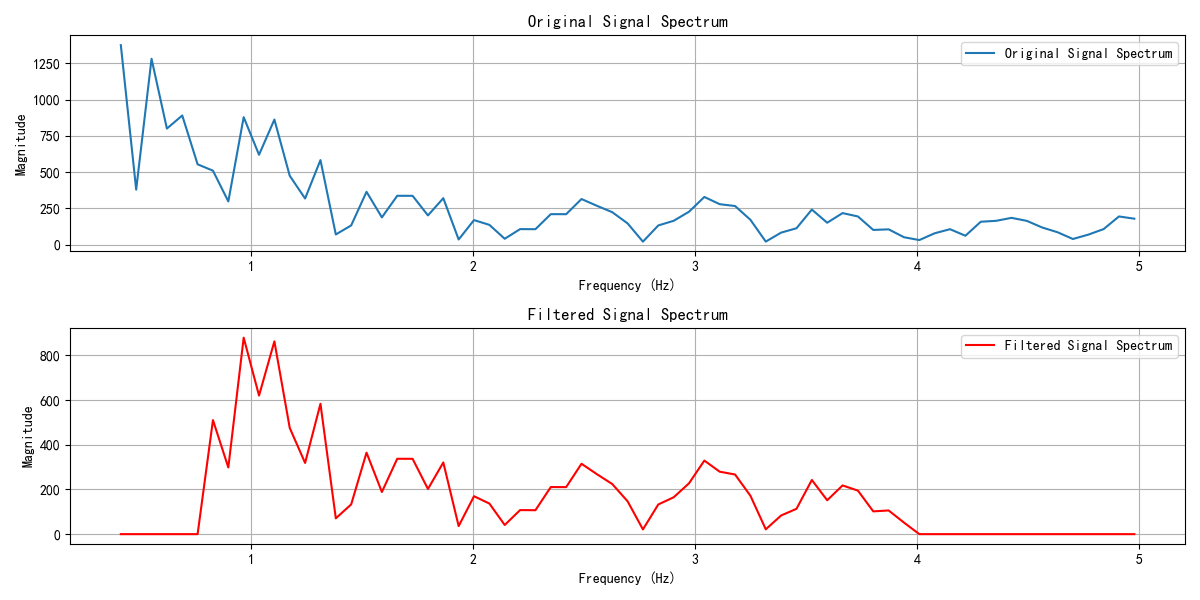 Original Signal Spectrum
Original Signal Spectrum
Magnitude
1250
1000
750
500
250
0
1 2 3 4 5
Frequency (Hz)
Filtered Signal Spectrum
Filtered Signal Spectrum
Magnitude
800
600
400
200
0
1 2 3 4 5
Frequency (Hz)